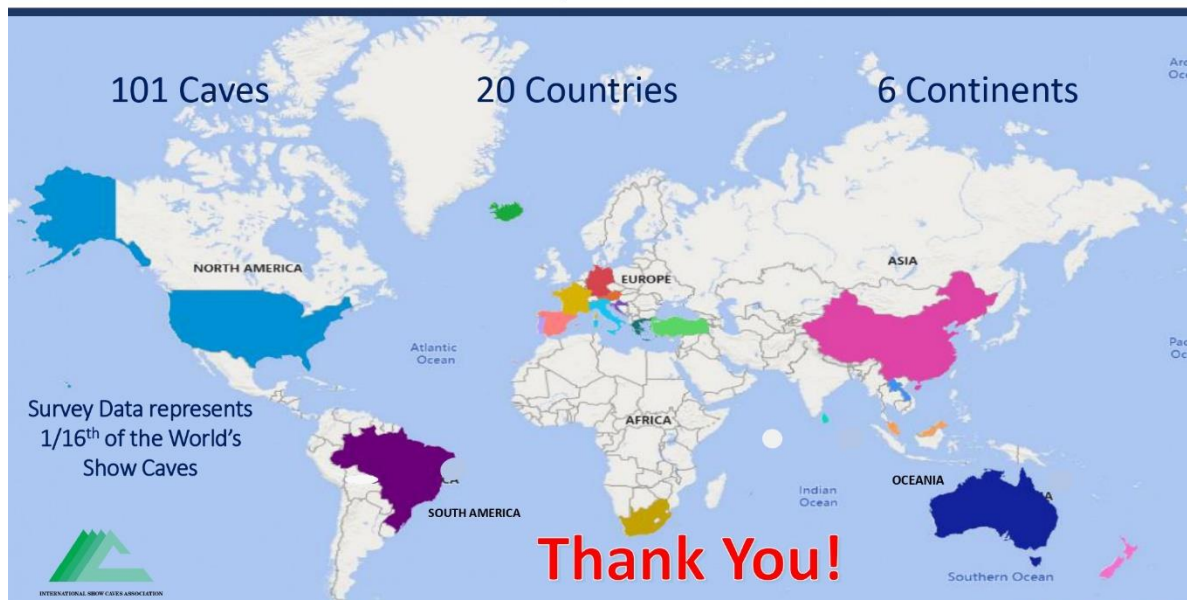 101 Caves
20 Countries
6 Continents
NORTH AMERICA
EUROPE
ASIA
Atlantic
Ocean
AFRICA
Survey Data represents
1/16th of the World's
Show Caves
SOUTH AMERICA
Indian
Ocean
OCEANIA
Thank You!
Southern Ocean
INTERNATIONAL SHOW CAVES ASSOCIATION